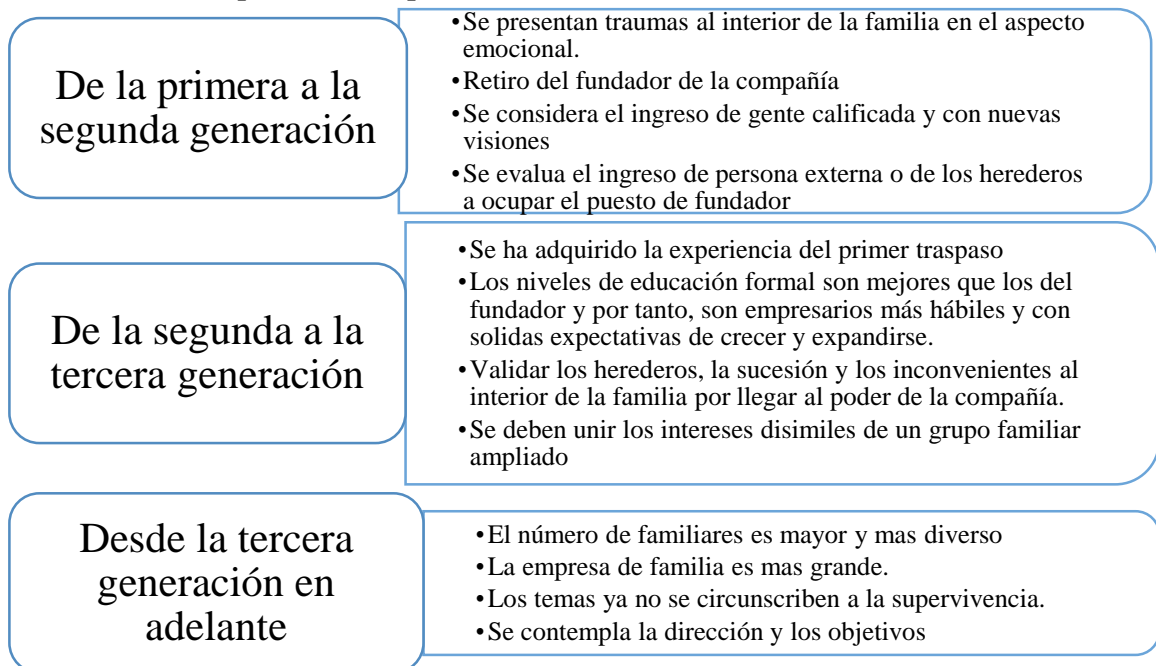 De la primera a la
segunda generación
•Se presentan traumas al interior de la familia en el aspecto
emocional.
•Retiro del fundador de la compañía
•Se considera el ingreso de gente calificada y con nuevas
visiones
•Se evalua el ingreso de persona externa o de los herederos
a ocupar el puesto de fundador
De la segunda a la
tercera generación
•Se ha adquirido la experiencia del primer traspaso
•Los niveles de educación formal son mejores que los del
fundador y por tanto, son empresarios más hábiles y con
solidas expectativas de crecer y expandirse.
•Validar los herederos, la sucesión y los inconvenientes al
interior de la familia por llegar al poder de la compañía.
•Se deben unir los intereses disimiles de un grupo familiar
ampliado
Desde la tercera
generación en
adelante
•El número de familiares es mayor y mas diverso
•La empresa de familia es mas grande.
•Los temas ya no se circunscriben a la supervivencia.
•Se contempla la dirección y los objetivos